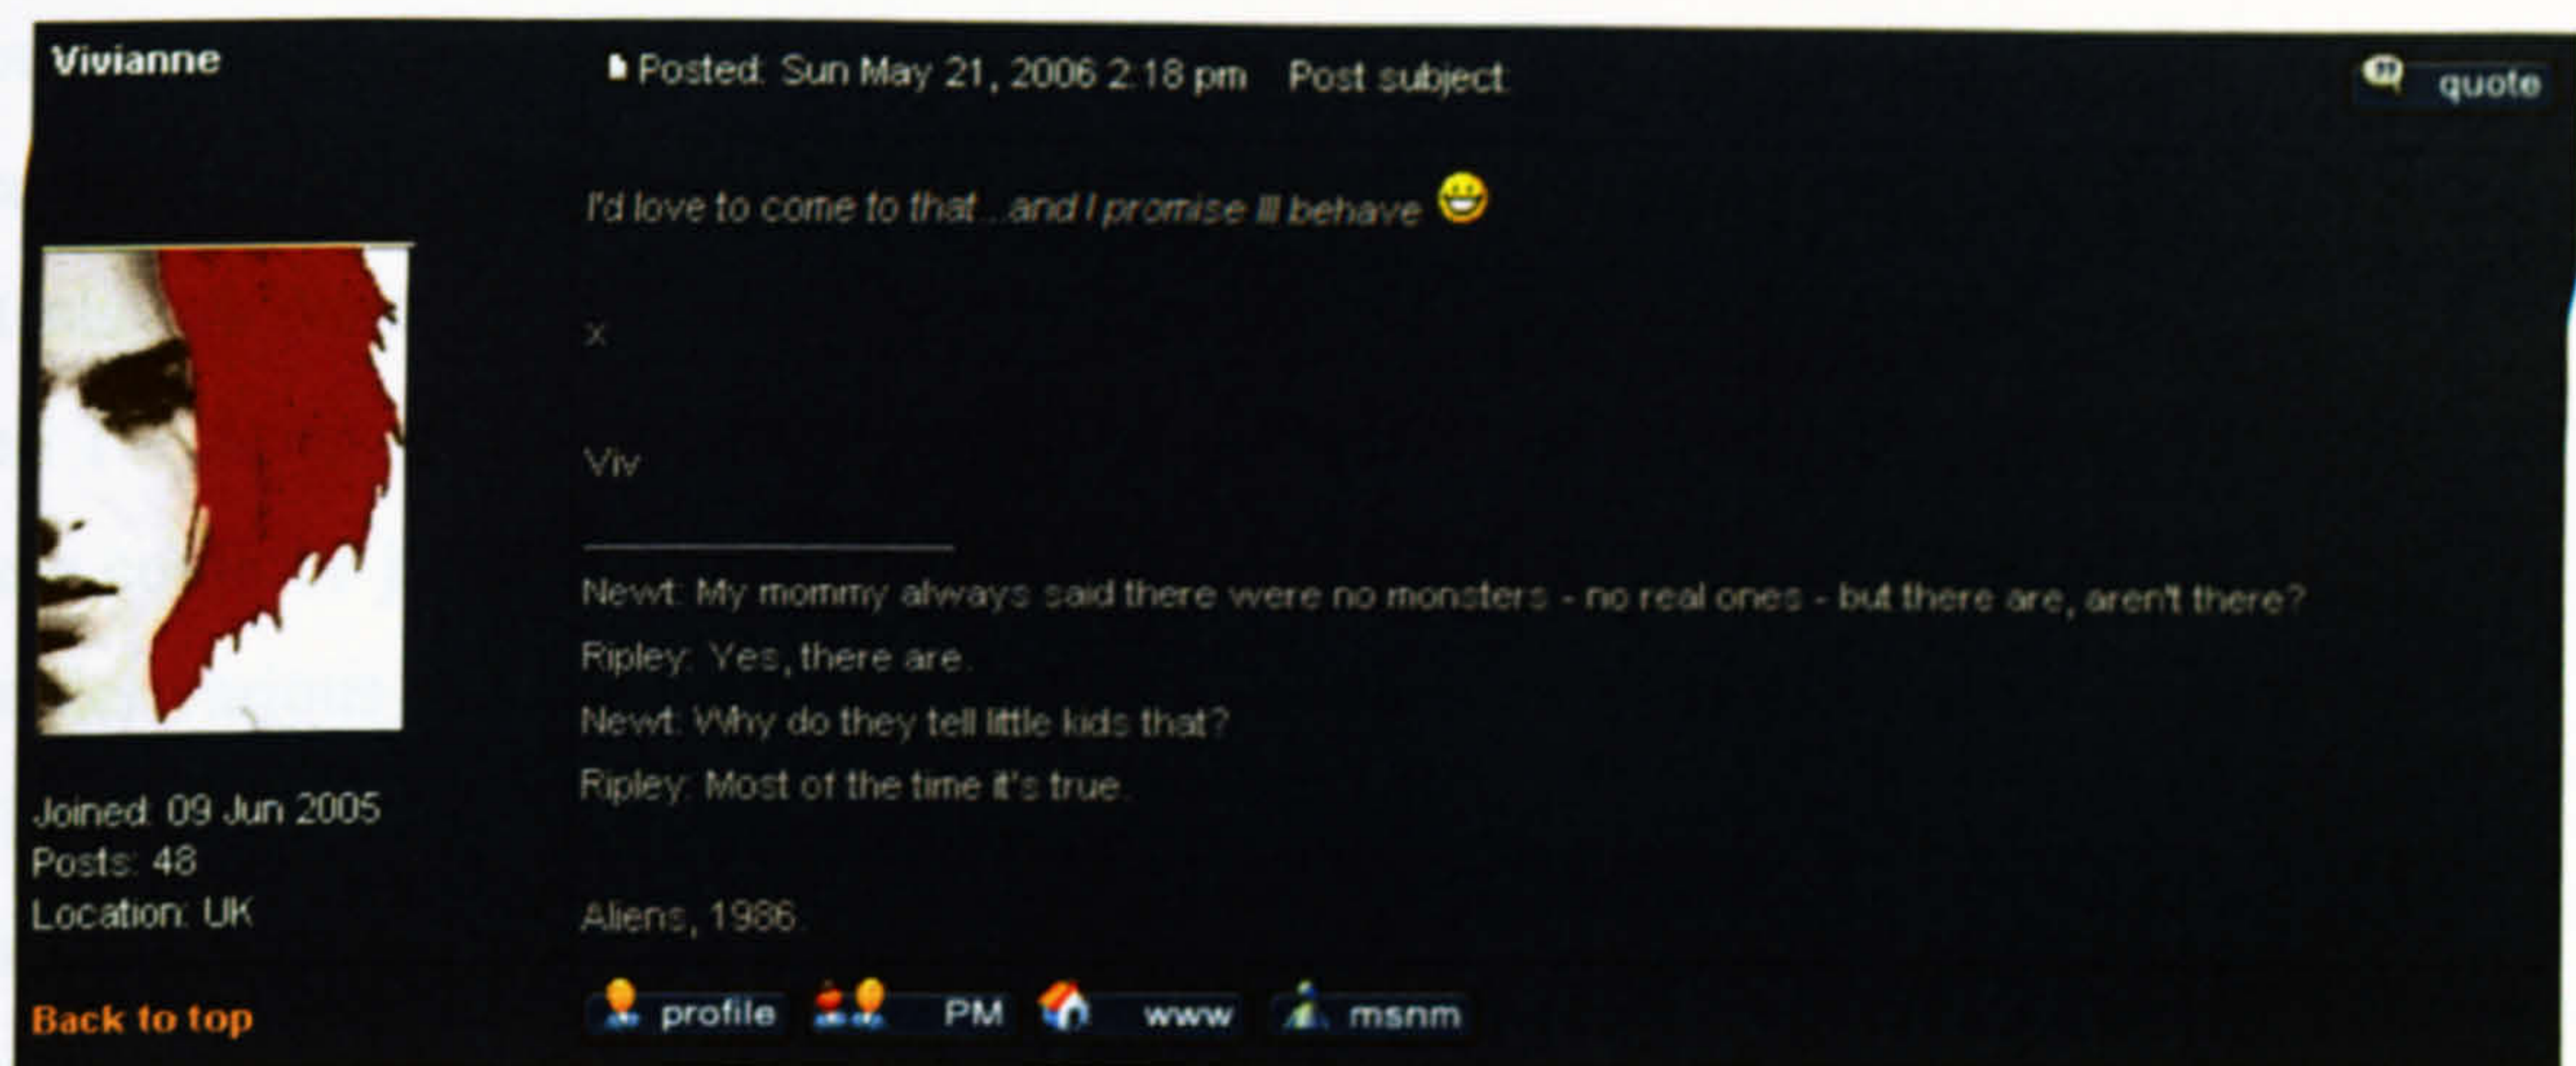 Vivianne
Posted: Sun May 21, 2006 2:18 pm Post subject:
quote
I'd love to come to that...and I promise Ill behave
x
Viv
Newt: My mommy always said there were no monsters - no real ones - but there are, aren't there?
Ripley: Yes, there are.
Newt: Why do they tell little kids that?
Ripley: Most of the time it's true.
Aliens, 1986.
Joined: 09 Jun 2005
Posts: 48
Location: UK
Back to top
profile PM www msnm